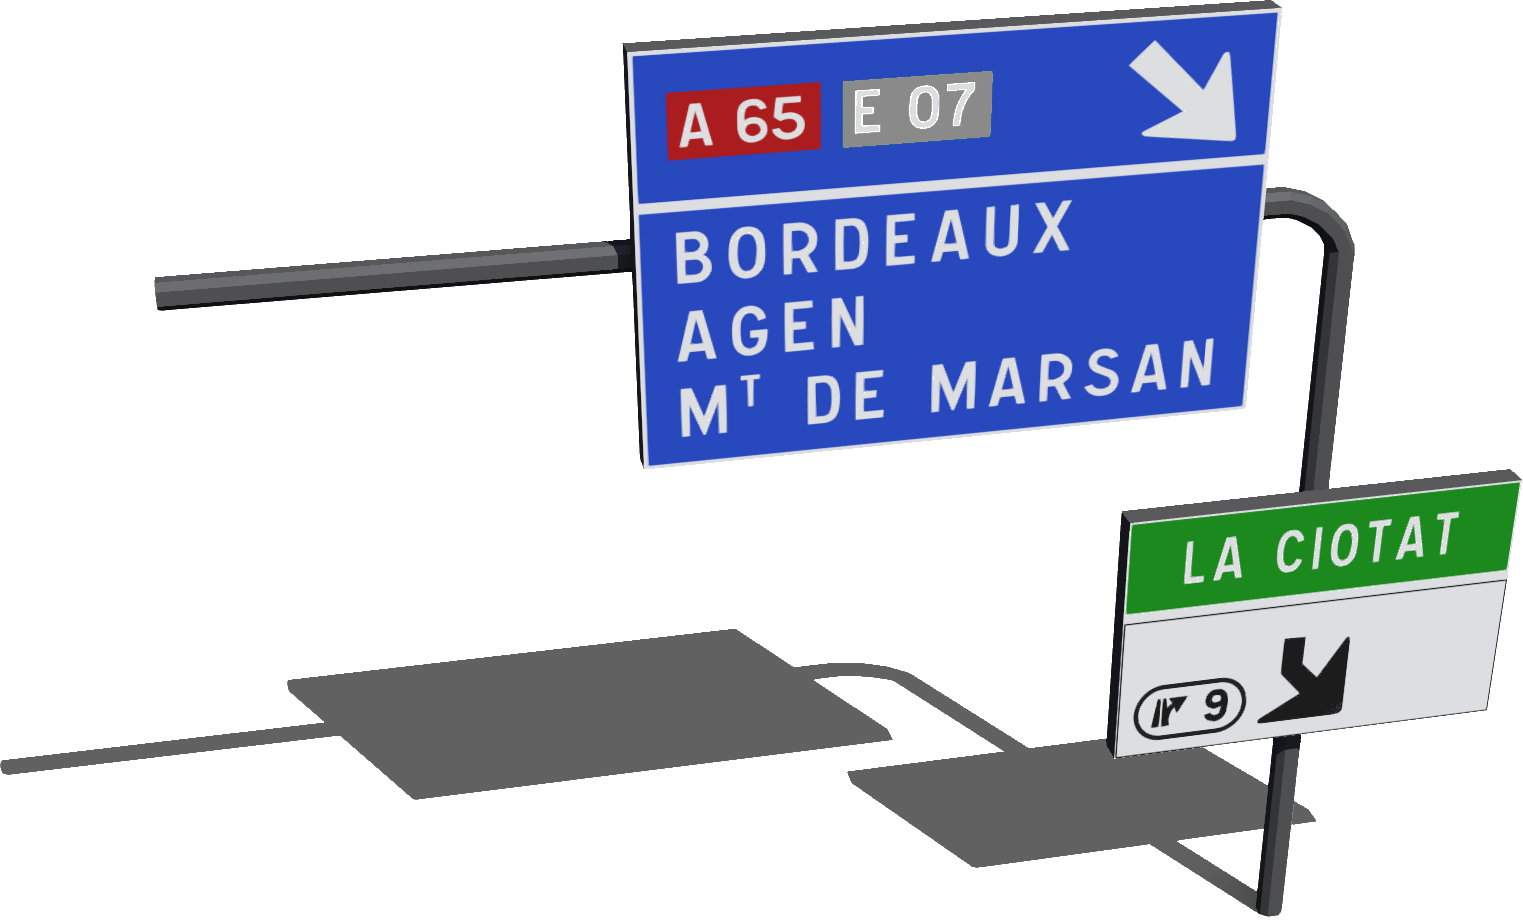 A 65 E 07
BORDEAUX
AGEN
Mᵀ DE MARSAN
LA CIOTAT
9